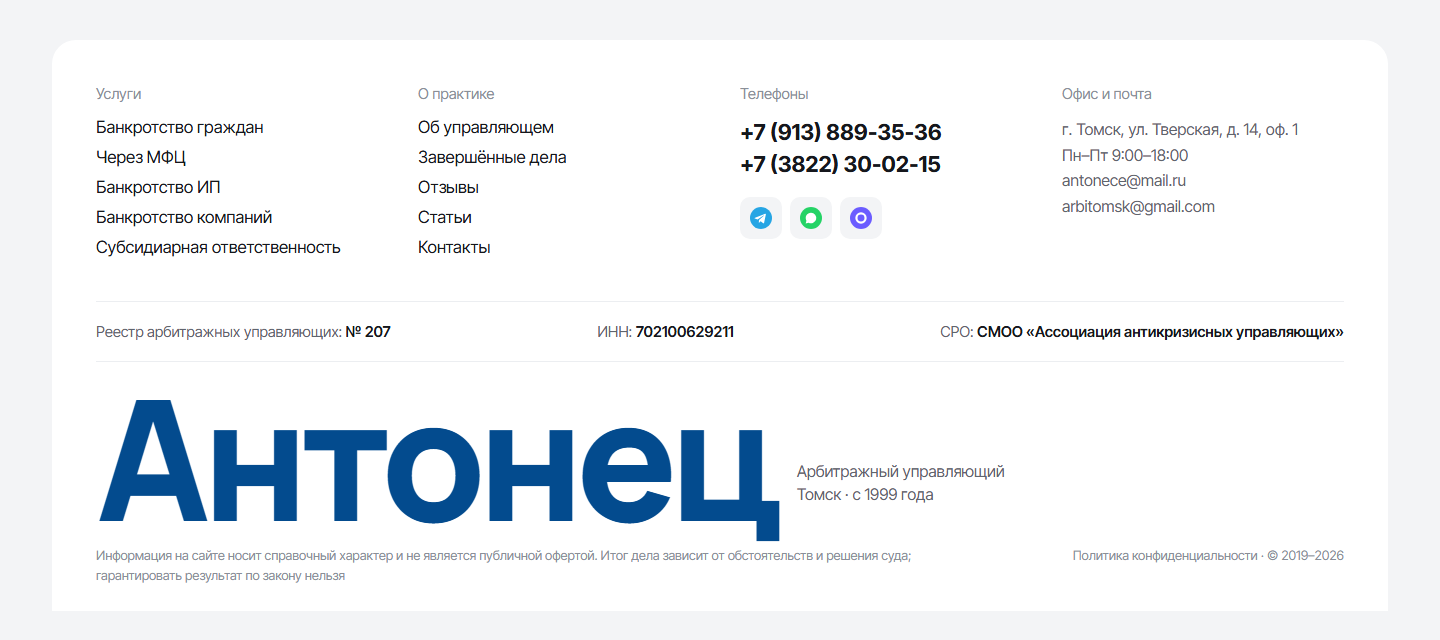 Услуги
Банкротство граждан
Через МФЦ
Банкротство ИП
Банкротство компаний
Субсидиарная ответственность
О практике
Об управляющем
Завершённые дела
Отзывы
Статьи
Контакты
Телефоны
+7 (913) 889-35-36
+7 (3822) 30-02-15
Офис и почта
г. Томск, ул. Тверская, д. 14, оф. 1
Пн–Пт 9:00–18:00
antonece@mail.ru
arbitomsk@gmail.com
Реестр арбитражных управляющих: № 207
ИНН: 702100629211
СРО: СМОО «Ассоциация антикризисных управляющих»
Антонец
Арбитражный управляющий
Томск · с 1999 года
Информация на сайте носит справочный характер и не является публичной офертой. Итог дела зависит от обстоятельств и решения суда;
гарантировать результат по закону нельзя
Политика конфиденциальности · © 2019–2026